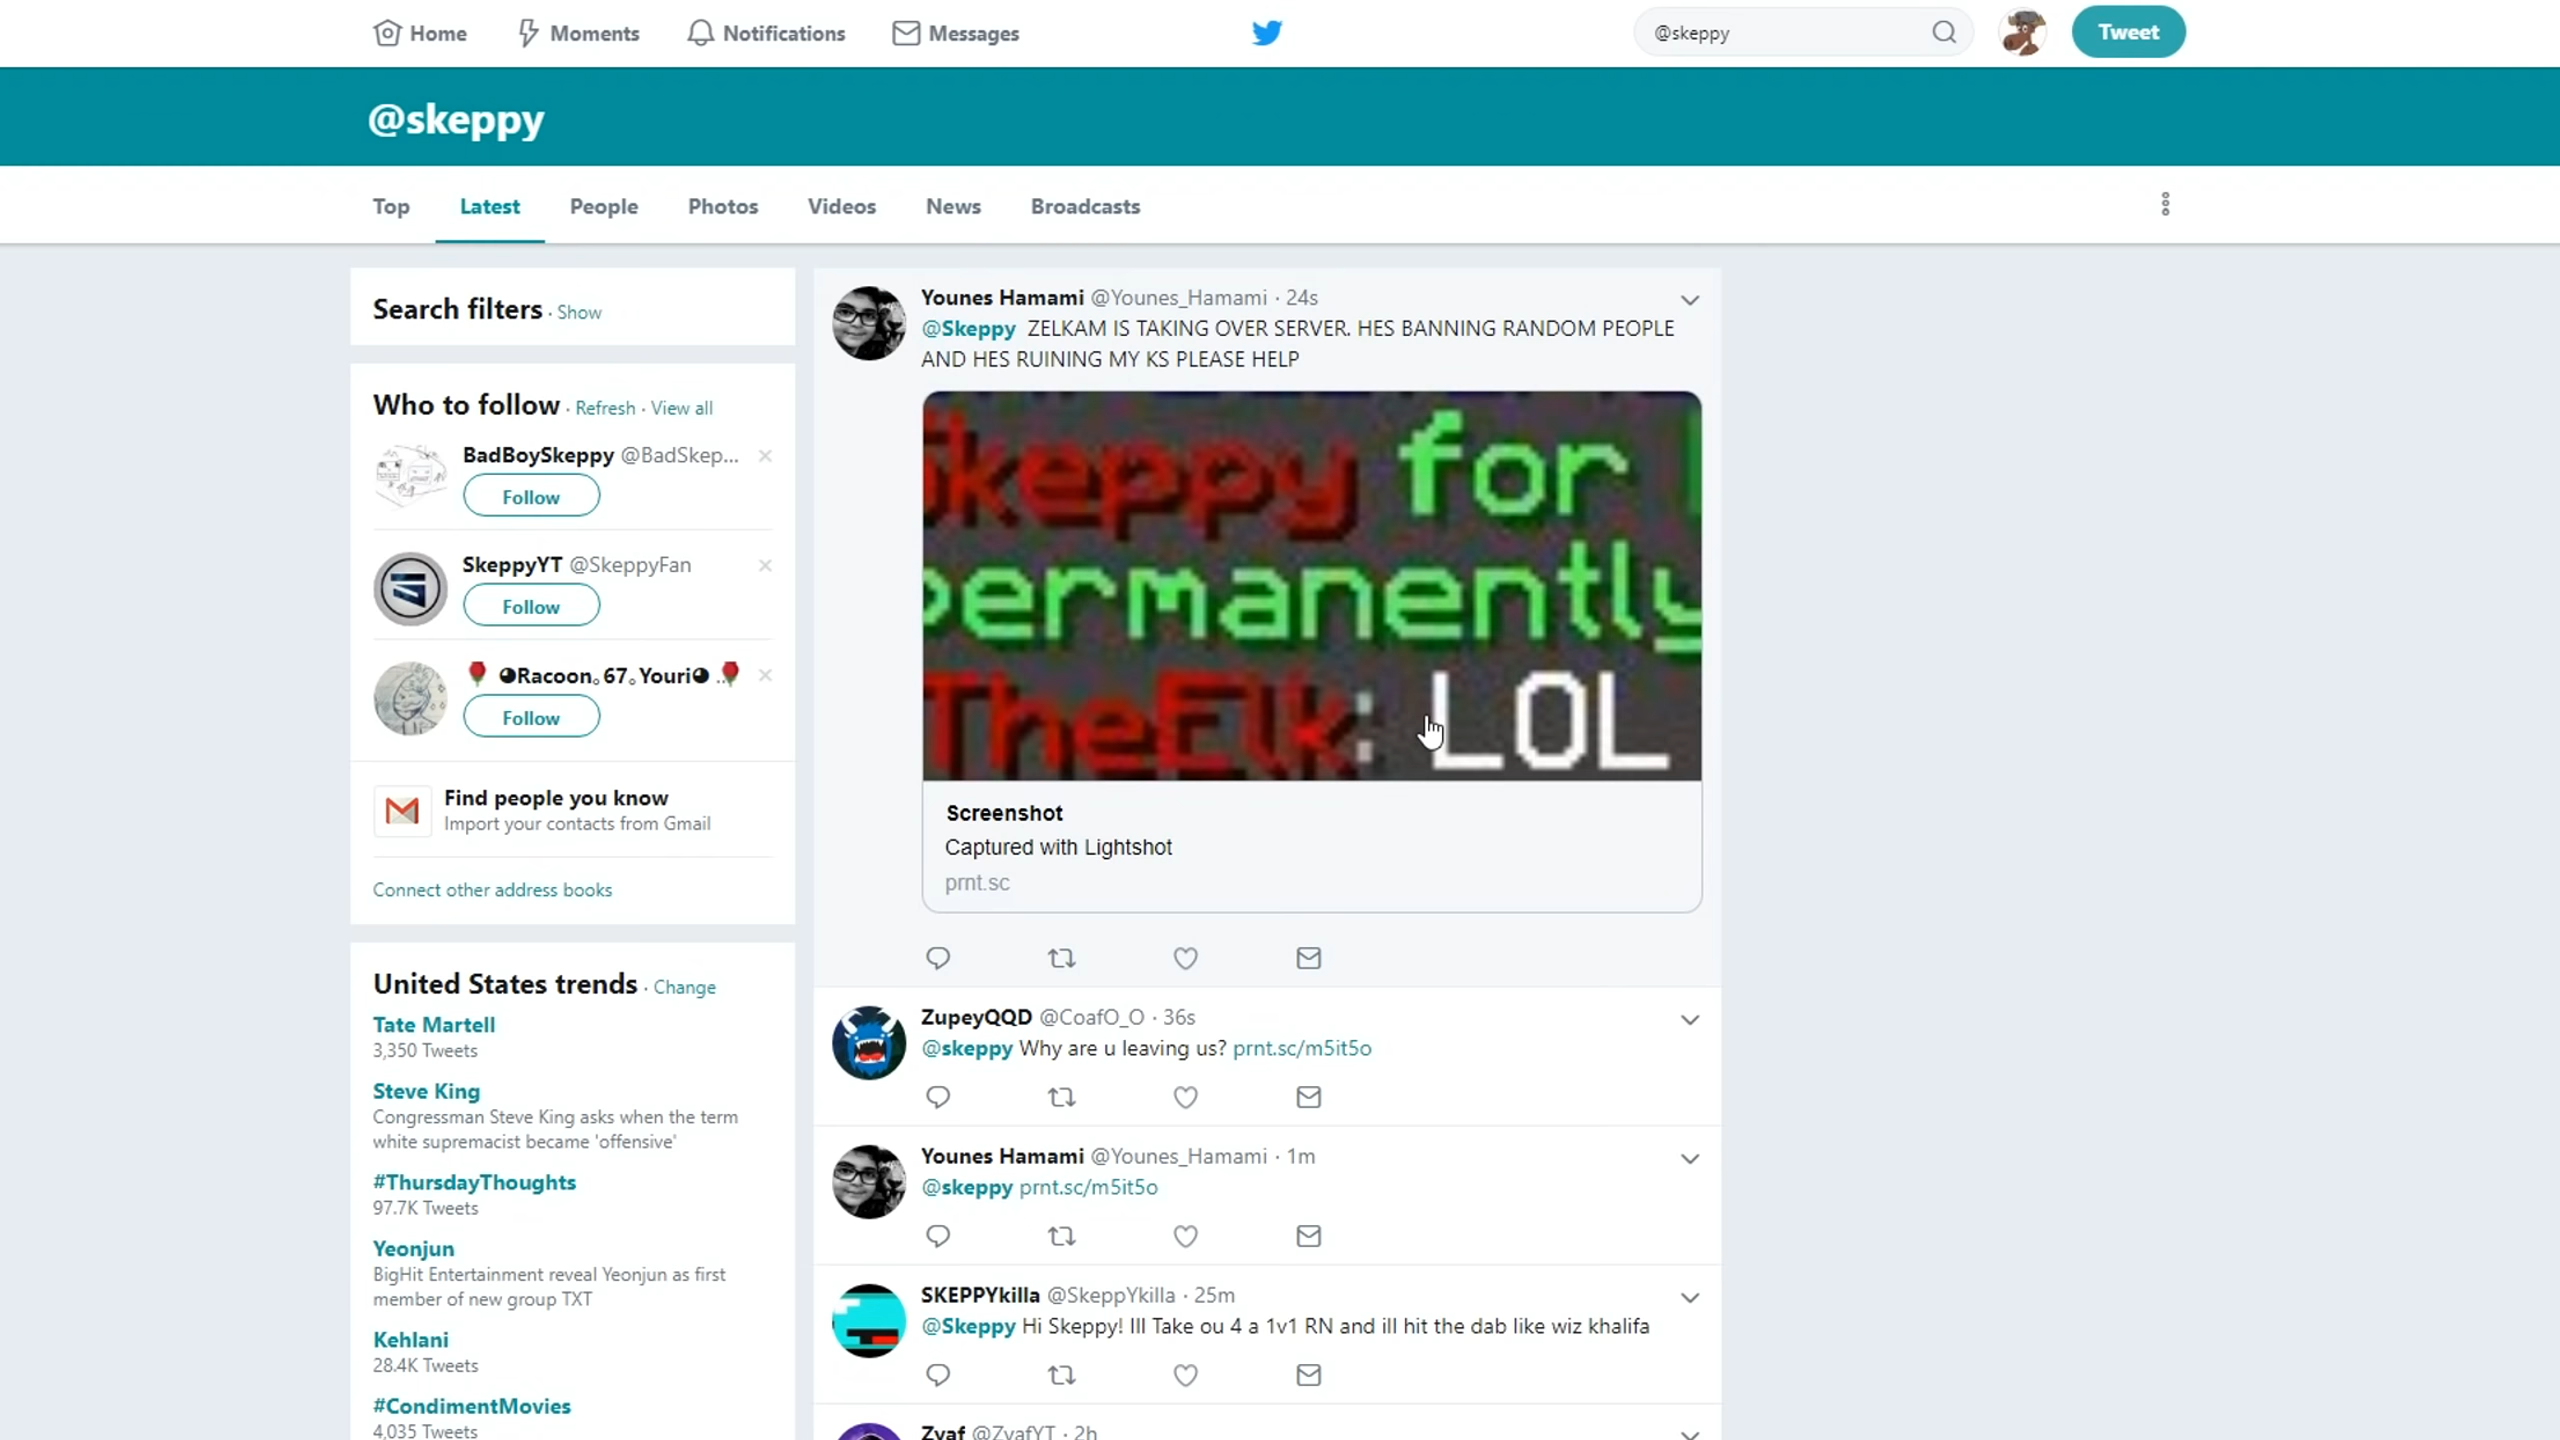 Home
Moments
Notifications
Messages
@skeppy
Tweet
@skeppy
Top
Latest
People
Photos
Videos
News
Broadcasts
Search filters · Show
Who to follow · Refresh · View all
BadBoySkeppy @BadSkep...
Follow
SkeppyYT @SkeppyFan
Follow
🌹 ◕Racoon。67。Youri◕ ..🌹
Follow
Find people you know
Import your contacts from Gmail
Connect other address books
United States trends · Change
Tate Martell
3,350 Tweets
Steve King
Congressman Steve King asks when the term
white supremacist became 'offensive'
#ThursdayThoughts
97.7K Tweets
Yeonjun
BigHit Entertainment reveal Yeonjun as first
member of new group TXT
Kehlani
28.4K Tweets
#CondimentMovies
4,035 Tweets
Younes Hamami @Younes_Hamami · 24s
@Skeppy ZELKAM IS TAKING OVER SERVER. HES BANNING RANDOM PEOPLE
AND HES RUINING MY KS PLEASE HELP
Skeppy for
permanently
TheElk: LOL
Screenshot
Captured with Lightshot
prnt.sc
ZupeyQQD @CoafO_O · 36s
@skeppy Why are u leaving us? prnt.sc/m5it5o
Younes Hamami @Younes_Hamami · 1m
@skeppy prnt.sc/m5it5o
SKEPPYkilla @SkeppYkilla · 25m
@Skeppy Hi Skeppy! Ill Take ou 4 a 1v1 RN and ill hit the dab like wiz khalifa
Zyaf @ZyafYT · 2h